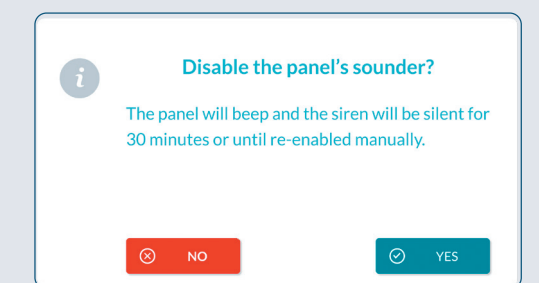 Disable the panel's sounder?
The panel will beep and the siren will be silent for
30 minutes or until re-enabled manually.
NO
YES